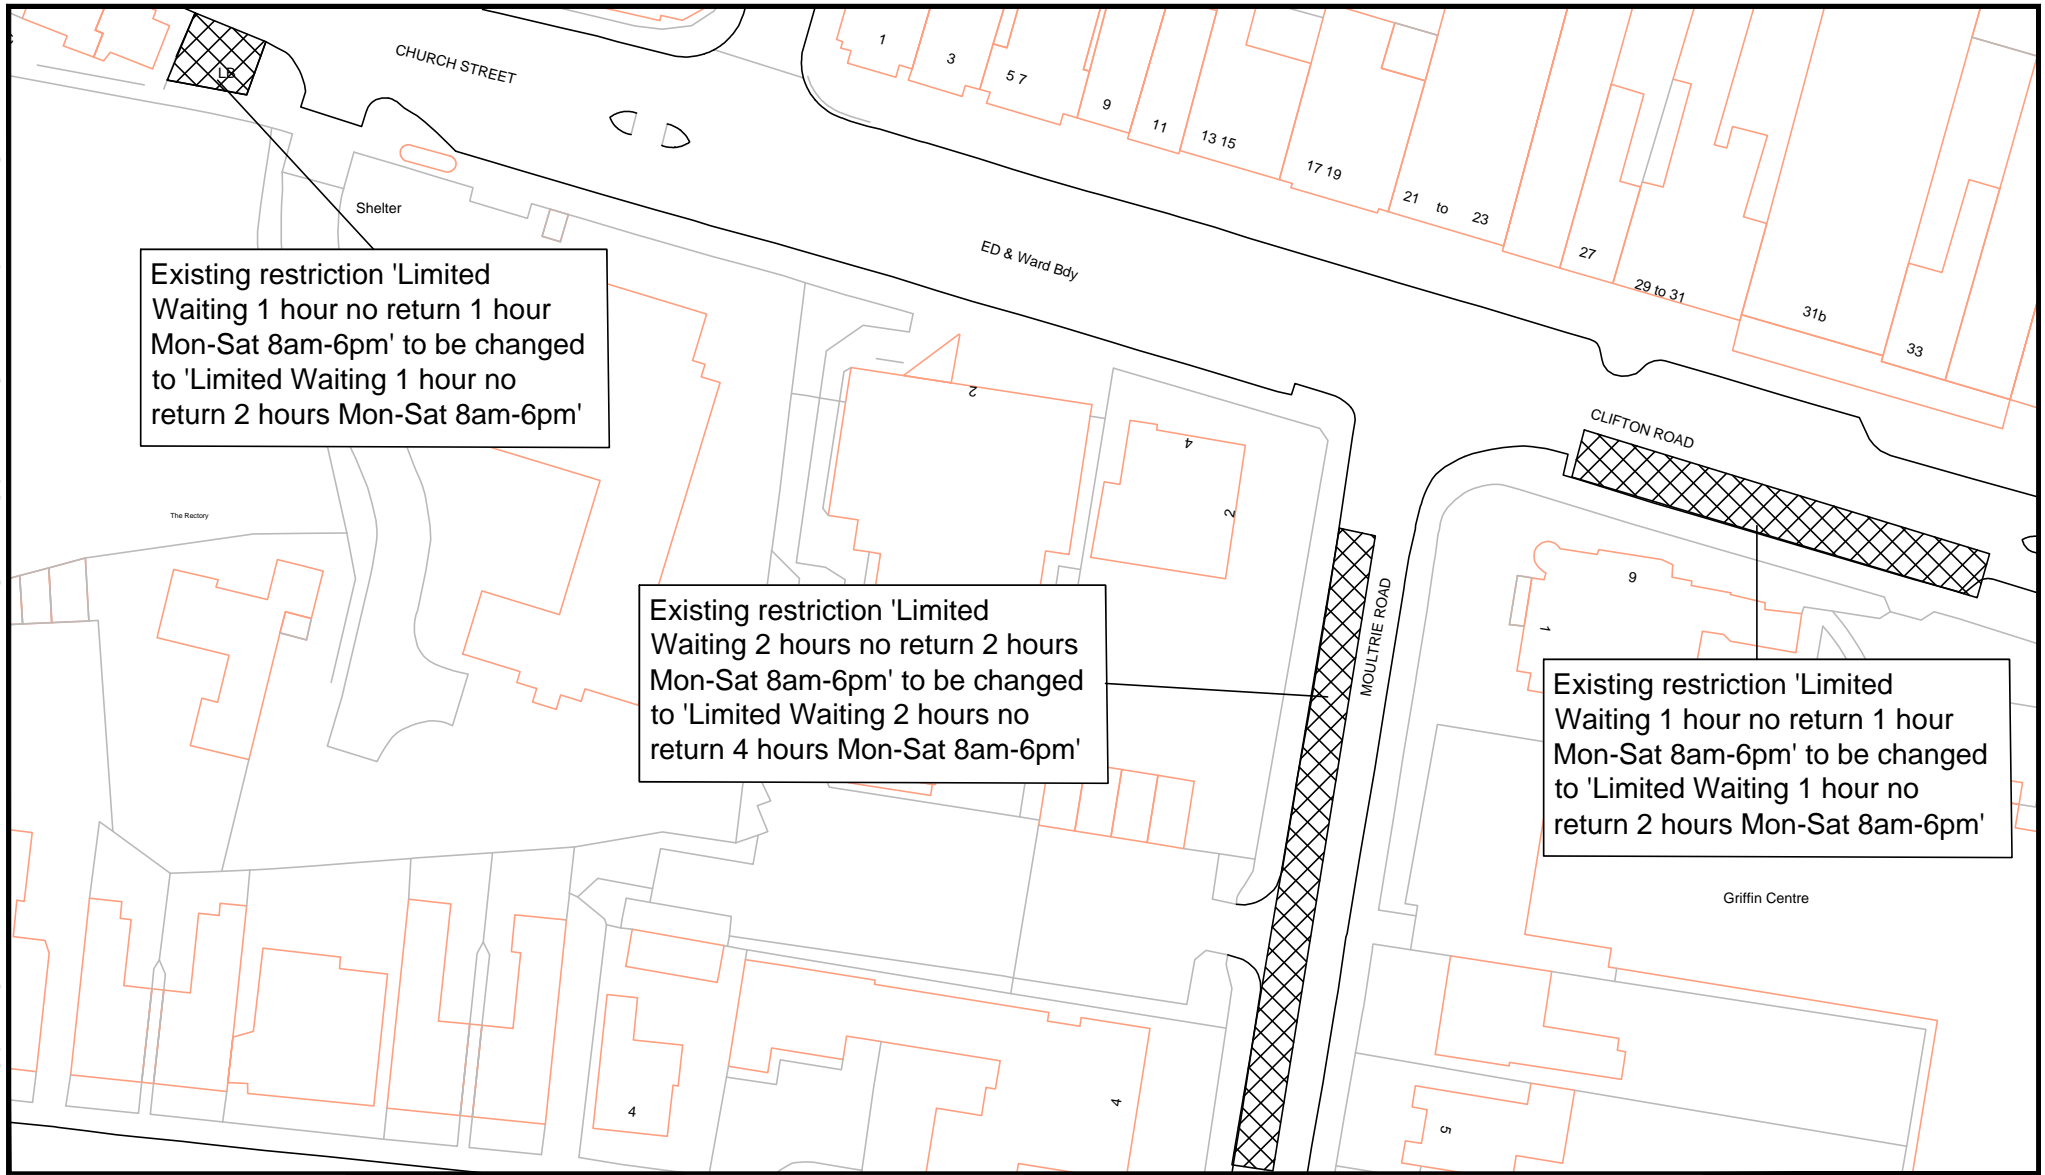 CHURCH STREET
LB
1
3
5 7
9
11
13 15
17 19
21 to 23
27
29 to 31
31b
33
Shelter
ED & Ward Bdy
Existing restriction 'Limited
Waiting 1 hour no return 1 hour
Mon-Sat 8am-6pm' to be changed
to 'Limited Waiting 1 hour no
return 2 hours Mon-Sat 8am-6pm'
2
4
2
CLIFTON ROAD
The Rectory
Existing restriction 'Limited
Waiting 2 hours no return 2 hours
Mon-Sat 8am-6pm' to be changed
to 'Limited Waiting 2 hours no
return 4 hours Mon-Sat 8am-6pm'
MOULTRIE ROAD
9
1
Existing restriction 'Limited
Waiting 1 hour no return 1 hour
Mon-Sat 8am-6pm' to be changed
to 'Limited Waiting 1 hour no
return 2 hours Mon-Sat 8am-6pm'
Griffin Centre
4
4
5